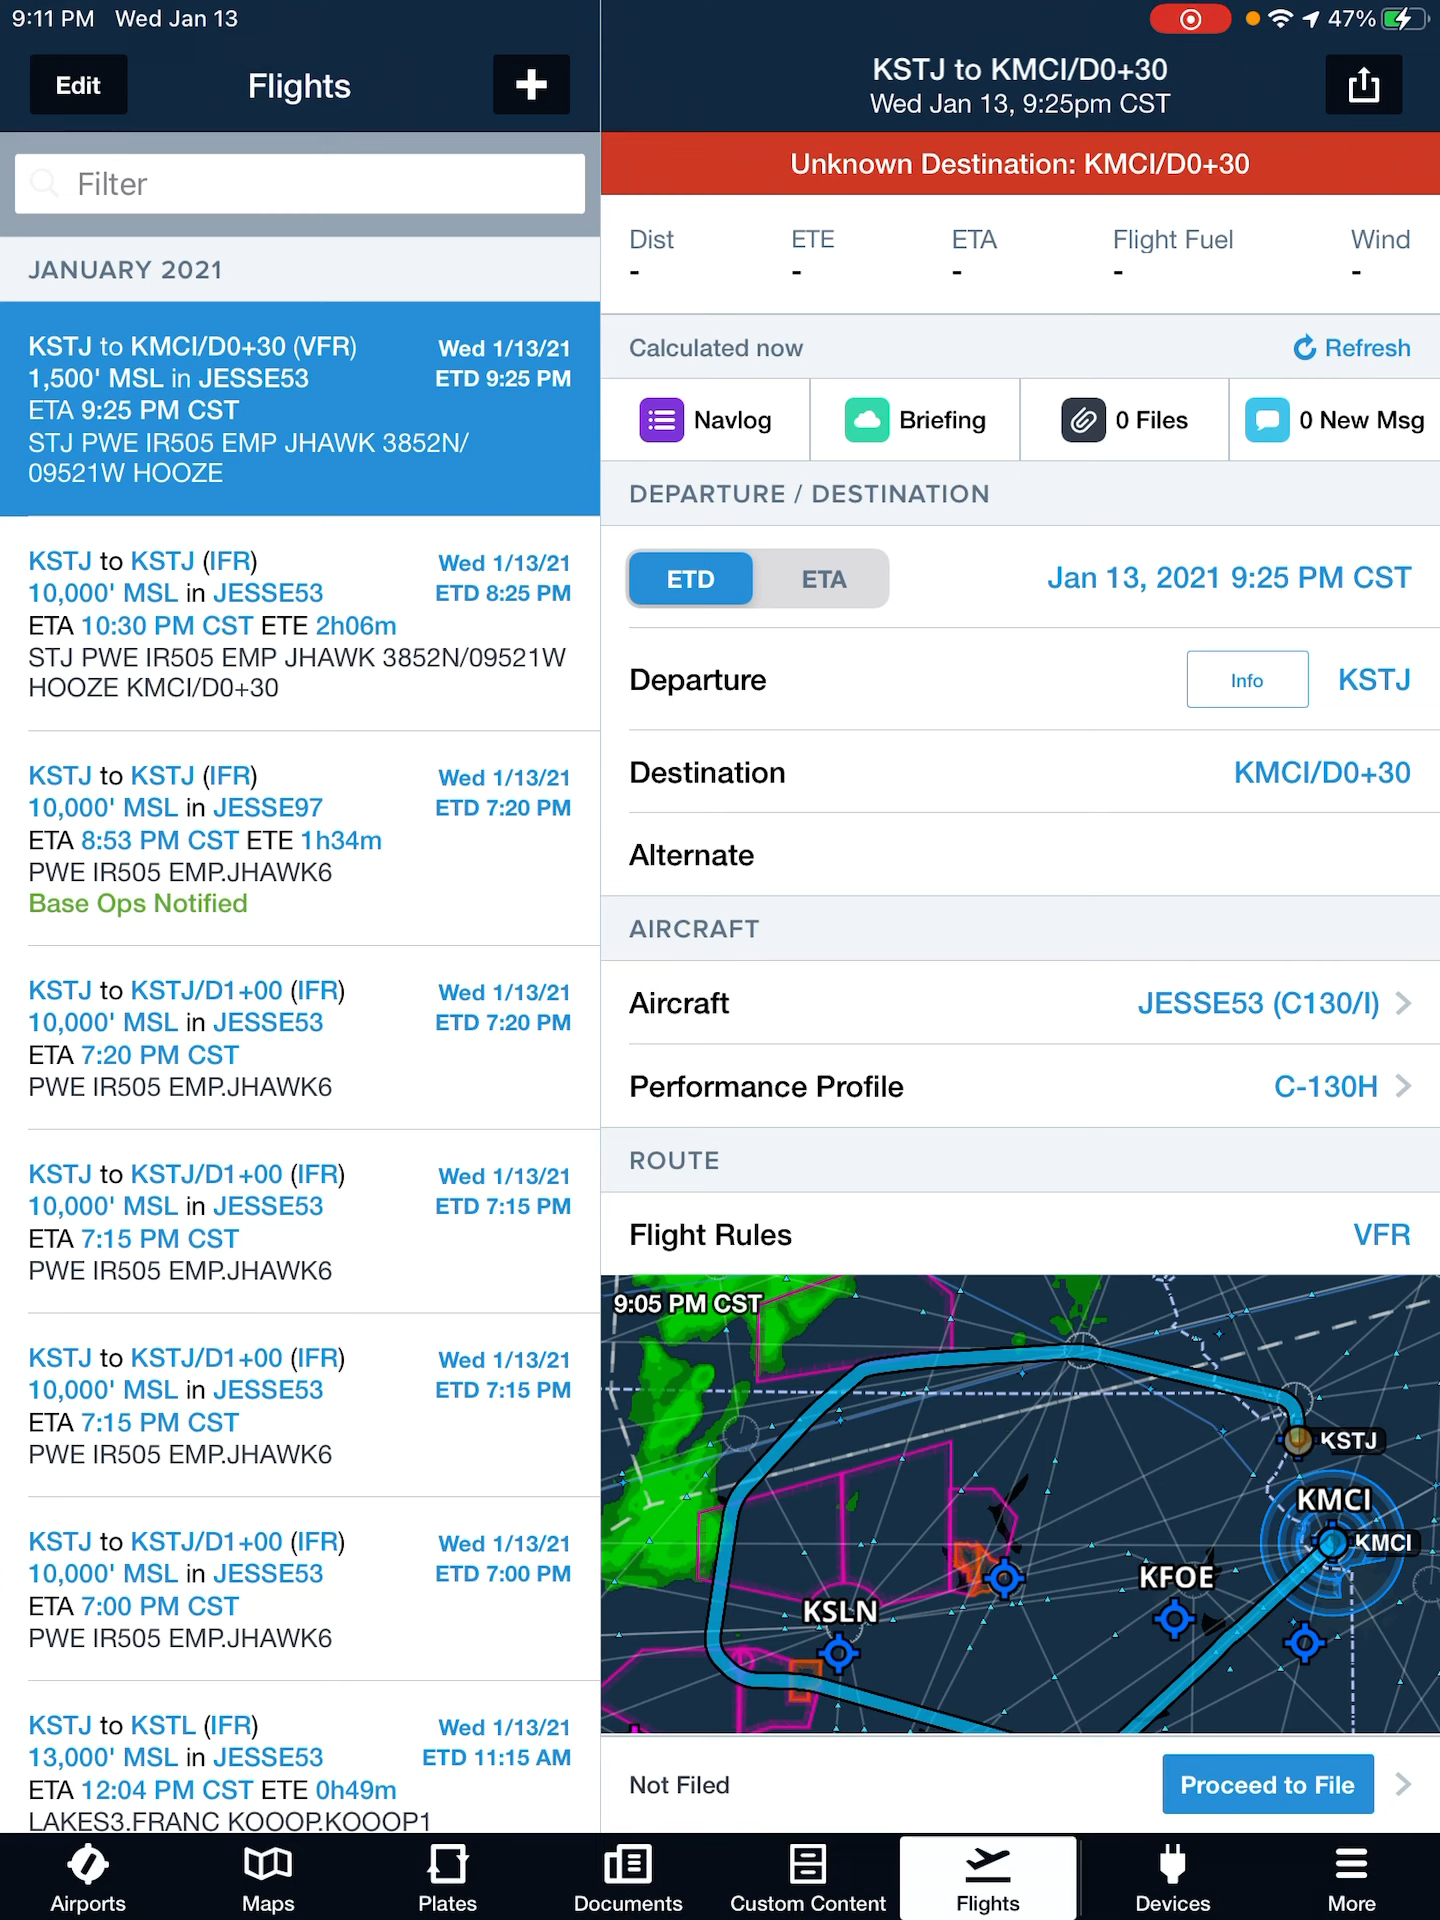 9:11 PM Wed Jan 13
47%
Edit
Flights
KSTJ to KMCI/D0+30
Wed Jan 13, 9:25pm CST
Filter
JANUARY 2021
KSTJ to KMCI/D0+30 (VFR)
Wed 1/13/21
1,500' MSL in JESSE53
ETD 9:25 PM
ETA 9:25 PM CST
STJ PWE IR505 EMP JHAWK 3852N/
09521W HOOZE
KSTJ to KSTJ (IFR)
Wed 1/13/21
10,000' MSL in JESSE53
ETD 8:25 PM
ETA 10:30 PM CST ETE 2h06m
STJ PWE IR505 EMP JHAWK 3852N/09521W
HOOZE KMCI/D0+30
KSTJ to KSTJ (IFR)
Wed 1/13/21
10,000' MSL in JESSE97
ETD 7:20 PM
ETA 8:53 PM CST ETE 1h34m
PWE IR505 EMP.JHAWK6
Base Ops Notified
KSTJ to KSTJ/D1+00 (IFR)
Wed 1/13/21
10,000' MSL in JESSE53
ETD 7:20 PM
ETA 7:20 PM CST
PWE IR505 EMP.JHAWK6
KSTJ to KSTJ/D1+00 (IFR)
Wed 1/13/21
10,000' MSL in JESSE53
ETD 7:15 PM
ETA 7:15 PM CST
PWE IR505 EMP.JHAWK6
KSTJ to KSTJ/D1+00 (IFR)
Wed 1/13/21
10,000' MSL in JESSE53
ETD 7:15 PM
ETA 7:15 PM CST
PWE IR505 EMP.JHAWK6
KSTJ to KSTJ/D1+00 (IFR)
Wed 1/13/21
10,000' MSL in JESSE53
ETD 7:00 PM
ETA 7:00 PM CST
PWE IR505 EMP.JHAWK6
KSTJ to KSTL (IFR)
Wed 1/13/21
13,000' MSL in JESSE53
ETD 11:15 AM
ETA 12:04 PM CST ETE 0h49m
LAKES3.FRANC KOOOP.KOOOP1
Unknown Destination: KMCI/D0+30
Dist ETE ETA Flight Fuel Wind
- - - - -
Calculated now
Refresh
Navlog
Briefing
0 Files
0 New Msg
DEPARTURE / DESTINATION
ETD ETA
Jan 13, 2021 9:25 PM CST
Departure
Info
KSTJ
Destination
KMCI/D0+30
Alternate
AIRCRAFT
Aircraft
JESSE53 (C130/I)
Performance Profile
C-130H
ROUTE
Flight Rules
VFR
9:05 PM CST
KSTJ
KMCI
KMCI
KFOE
KSLN
Not Filed
Proceed to File
Airports
Maps
Plates
Documents
Custom Content
Flights
Devices
More